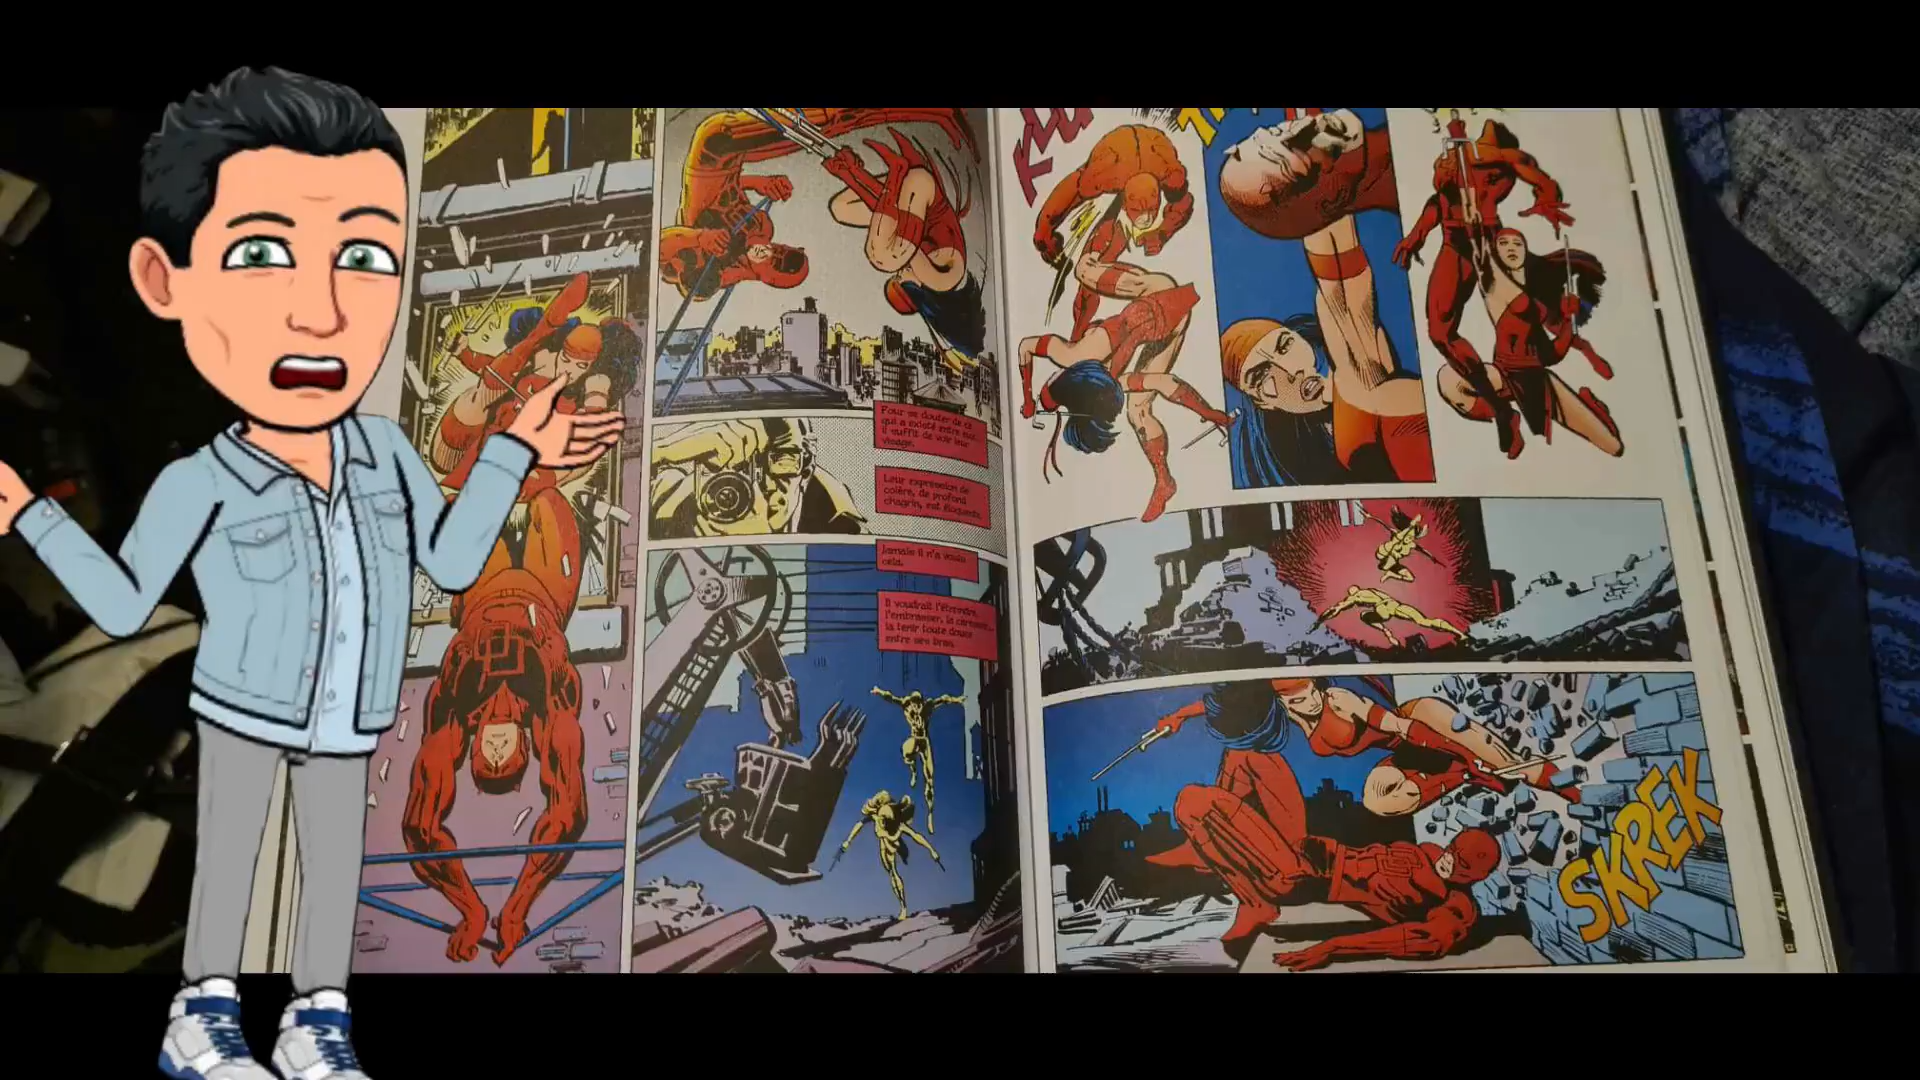 Pour se douter de ce
qui a existé entre eux,
il suffit de voir leur
visage.
Leur expression de
colère, de profond
chagrin, est éloquente.
Jamais il n'a voulu
cela.
Il voudrait l'étreindre,
l'embrasser, la caresser...
la tenir toute douce
entre ses bras.
SKREK